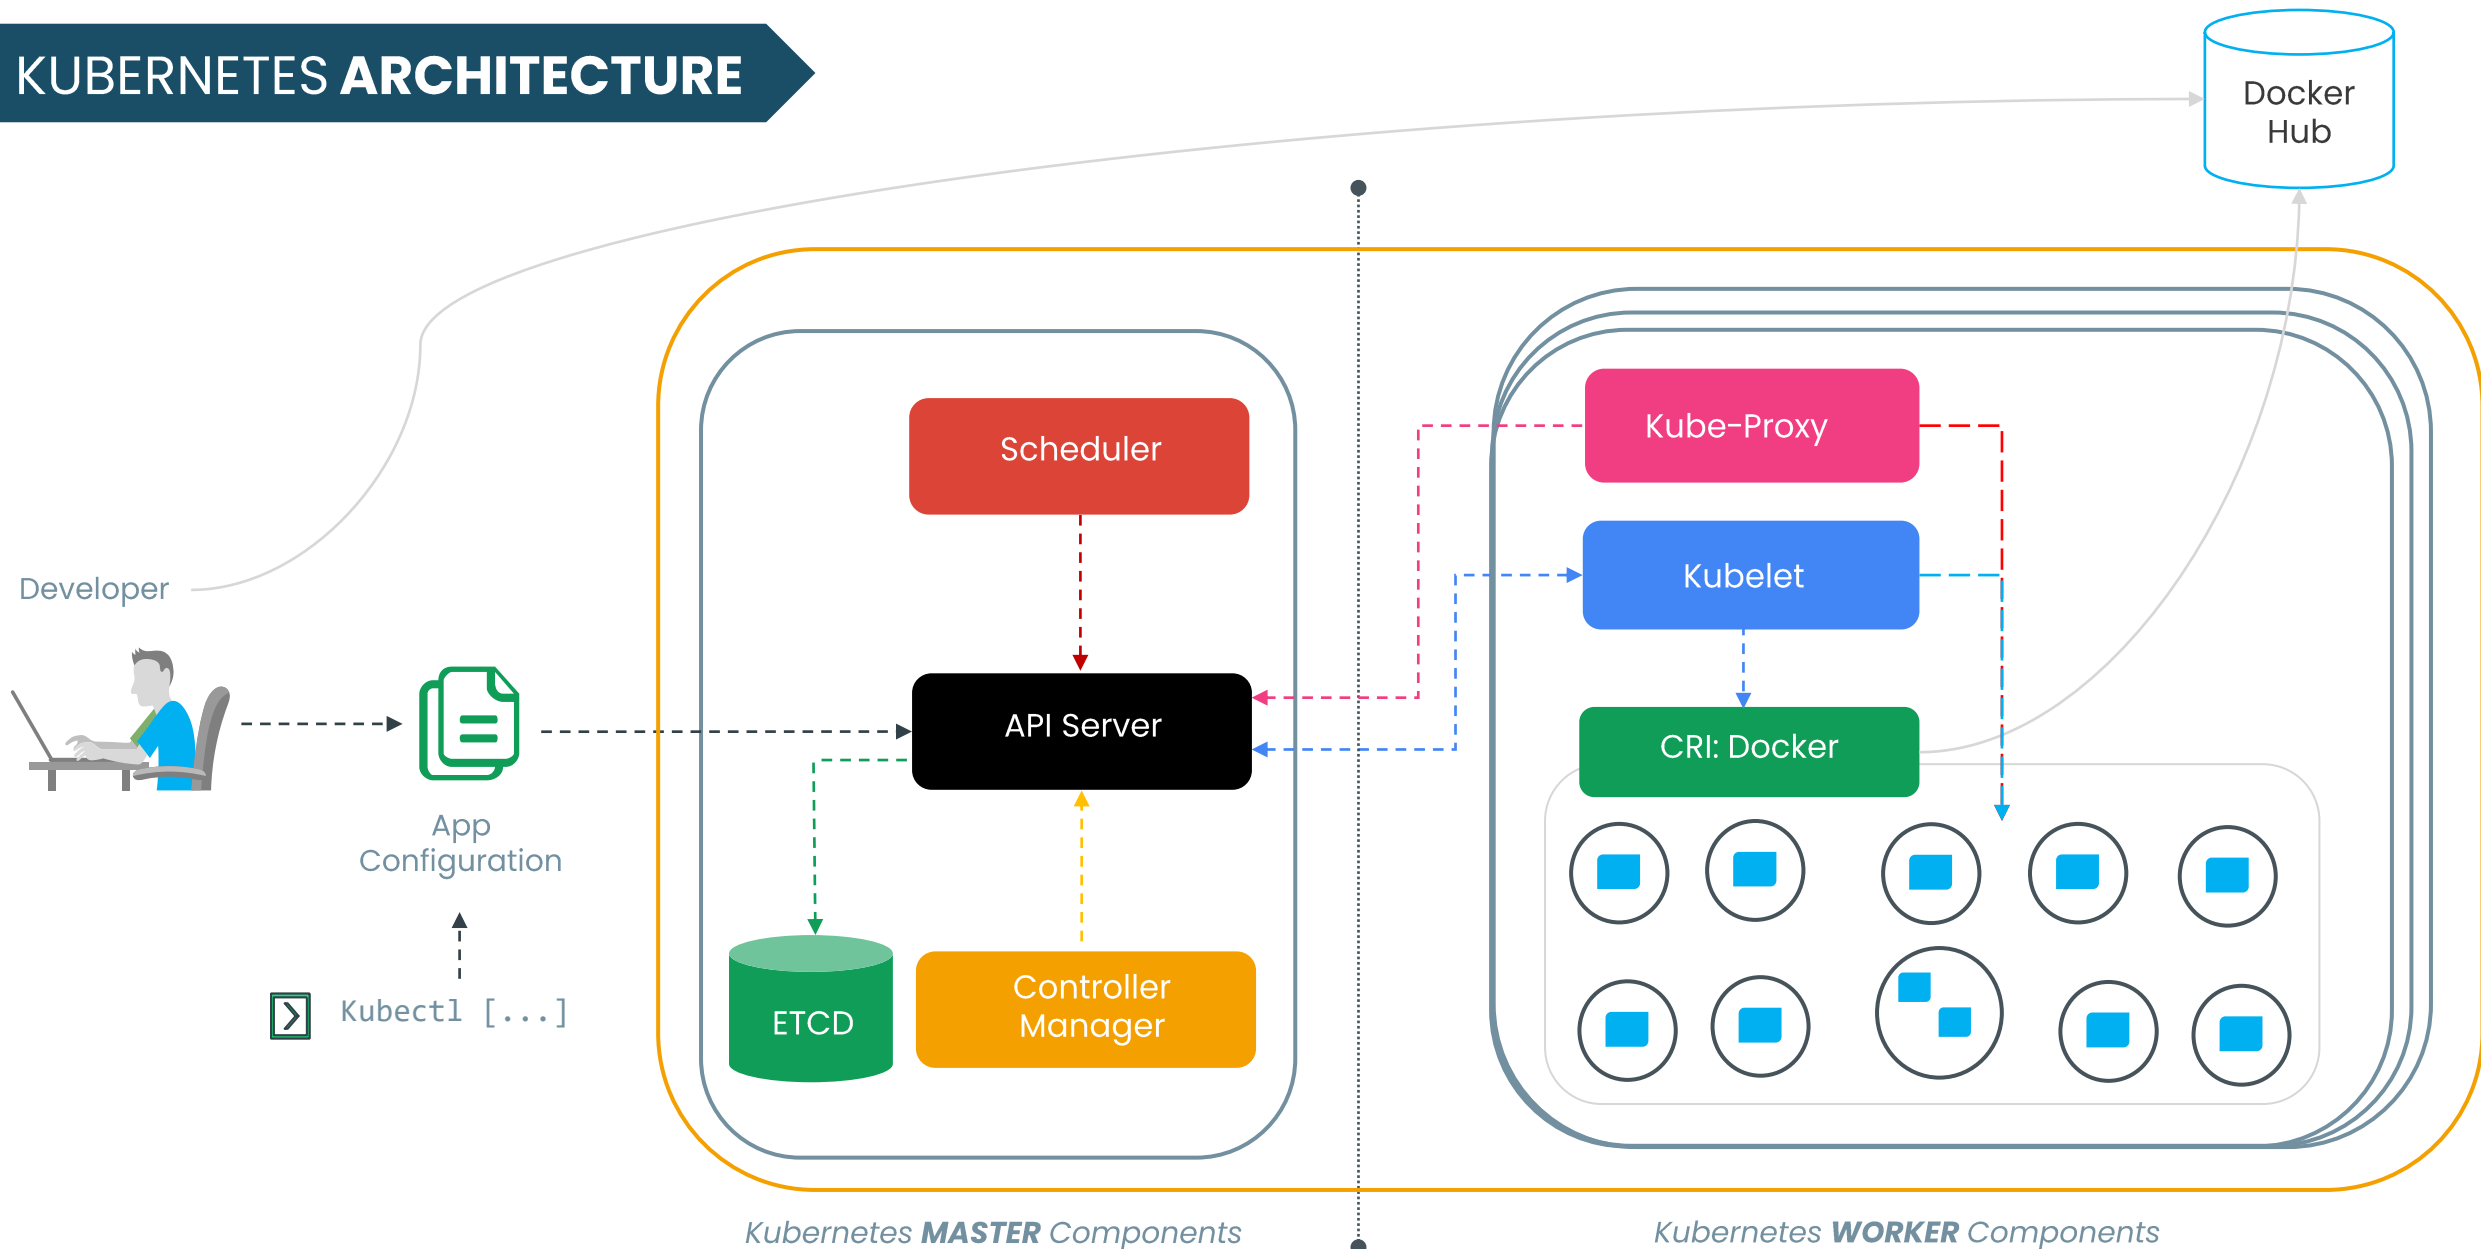 KUBERNETES ARCHITECTURE
Docker
Hub
Scheduler
Kube-Proxy
Kubelet
Developer
API Server
CRI: Docker
App
Configuration
Kubectl [...]
ETCD
Controller
Manager
Kubernetes MASTER Components
Kubernetes WORKER Components